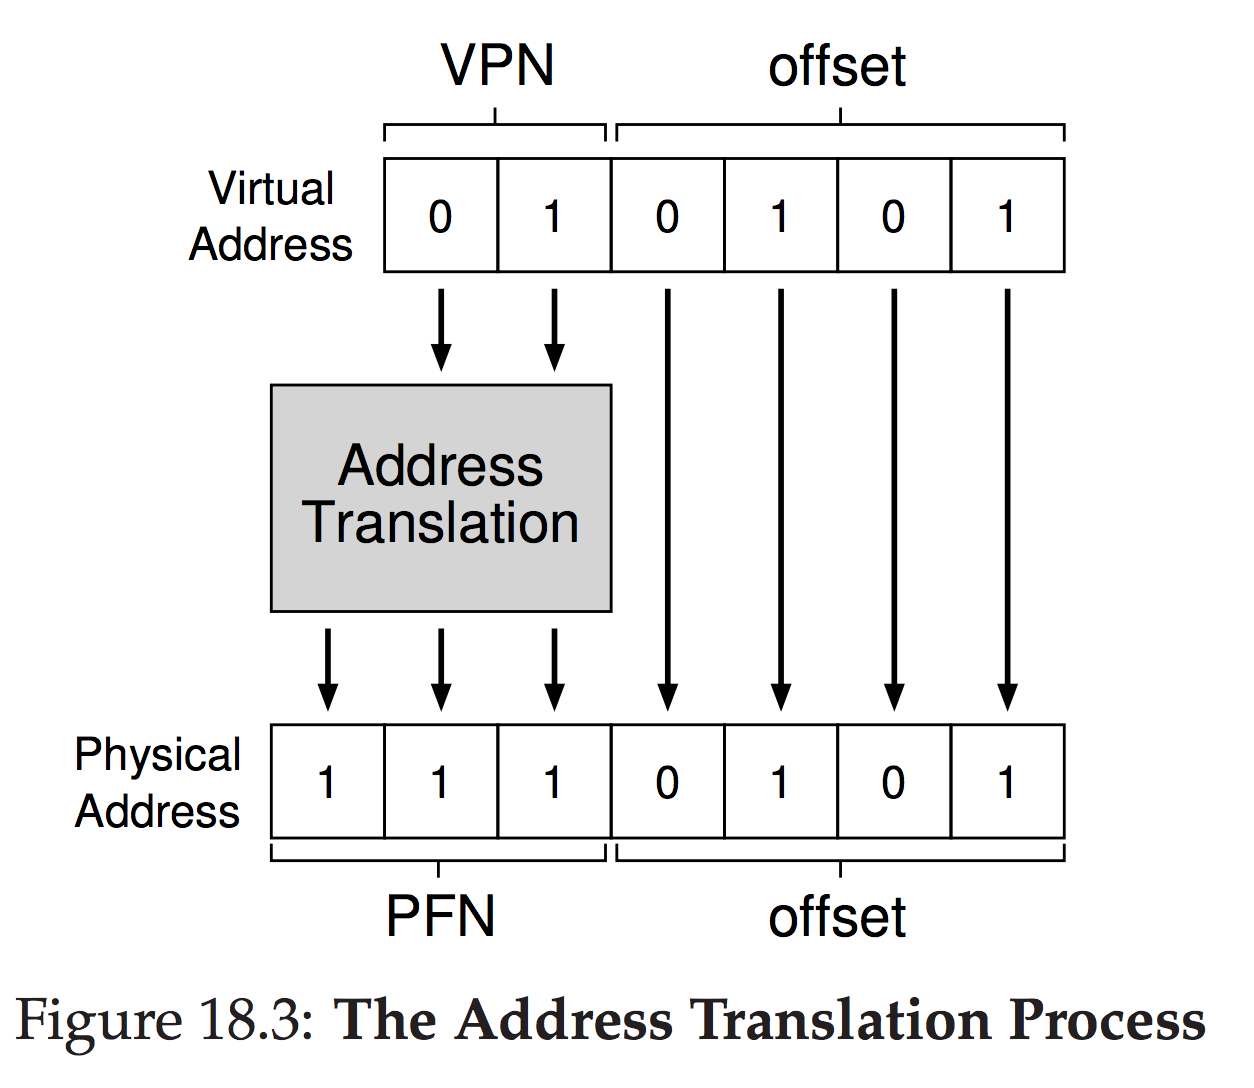 VPN offset
Virtual
Address
0 1 0 1 0 1
Address
Translation
Physical
Address
1 1 1 0 1 0 1
PFN offset
Figure 18.3: The Address Translation Process